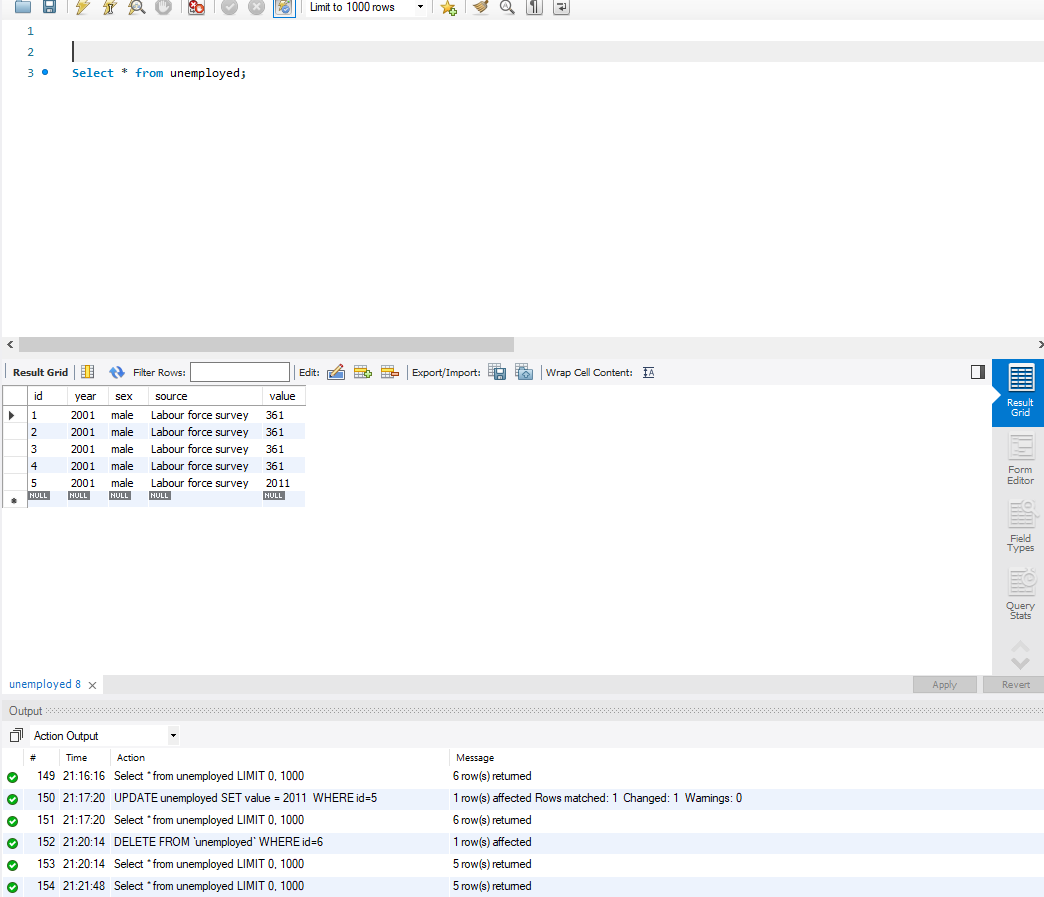 Limit to 1000 rows
1
2
3 Select * from unemployed;
Result Grid Filter Rows: Edit: Export/Import: Wrap Cell Content:
id year sex source value
1 2001 male Labour force survey 361
2 2001 male Labour force survey 361
3 2001 male Labour force survey 361
4 2001 male Labour force survey 361
5 2001 male Labour force survey 2011
NULL NULL NULL NULL NULL
Result
Grid
Form
Editor
Field
Types
Query
Stats
unemployed 8 Apply Revert
Output
Action Output
# Time Action Message
149 21:16:16 Select * from unemployed LIMIT 0, 1000 6 row(s) returned
150 21:17:20 UPDATE unemployed SET value = 2011 WHERE id=5 1 row(s) affected Rows matched: 1 Changed: 1 Warnings: 0
151 21:17:20 Select * from unemployed LIMIT 0, 1000 6 row(s) returned
152 21:20:14 DELETE FROM `unemployed` WHERE id=6 1 row(s) affected
153 21:20:14 Select * from unemployed LIMIT 0, 1000 5 row(s) returned
154 21:21:48 Select * from unemployed LIMIT 0, 1000 5 row(s) returned